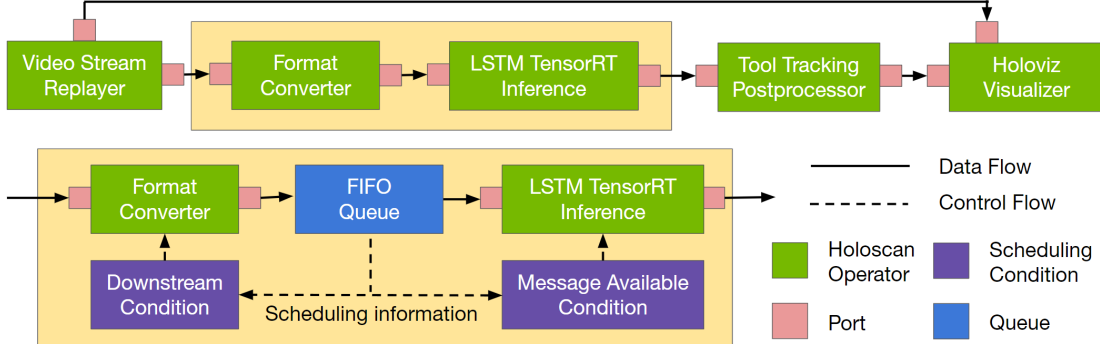 Video Stream
Replayer
Format
Converter
LSTM TensorRT
Inference
Tool Tracking
Postprocessor
Holoviz
Visualizer
Format
Converter
FIFO
Queue
LSTM TensorRT
Inference
Downstream
Condition
Scheduling information
Message Available
Condition
Data Flow
Control Flow
Holoscan
Operator
Scheduling
Condition
Port
Queue